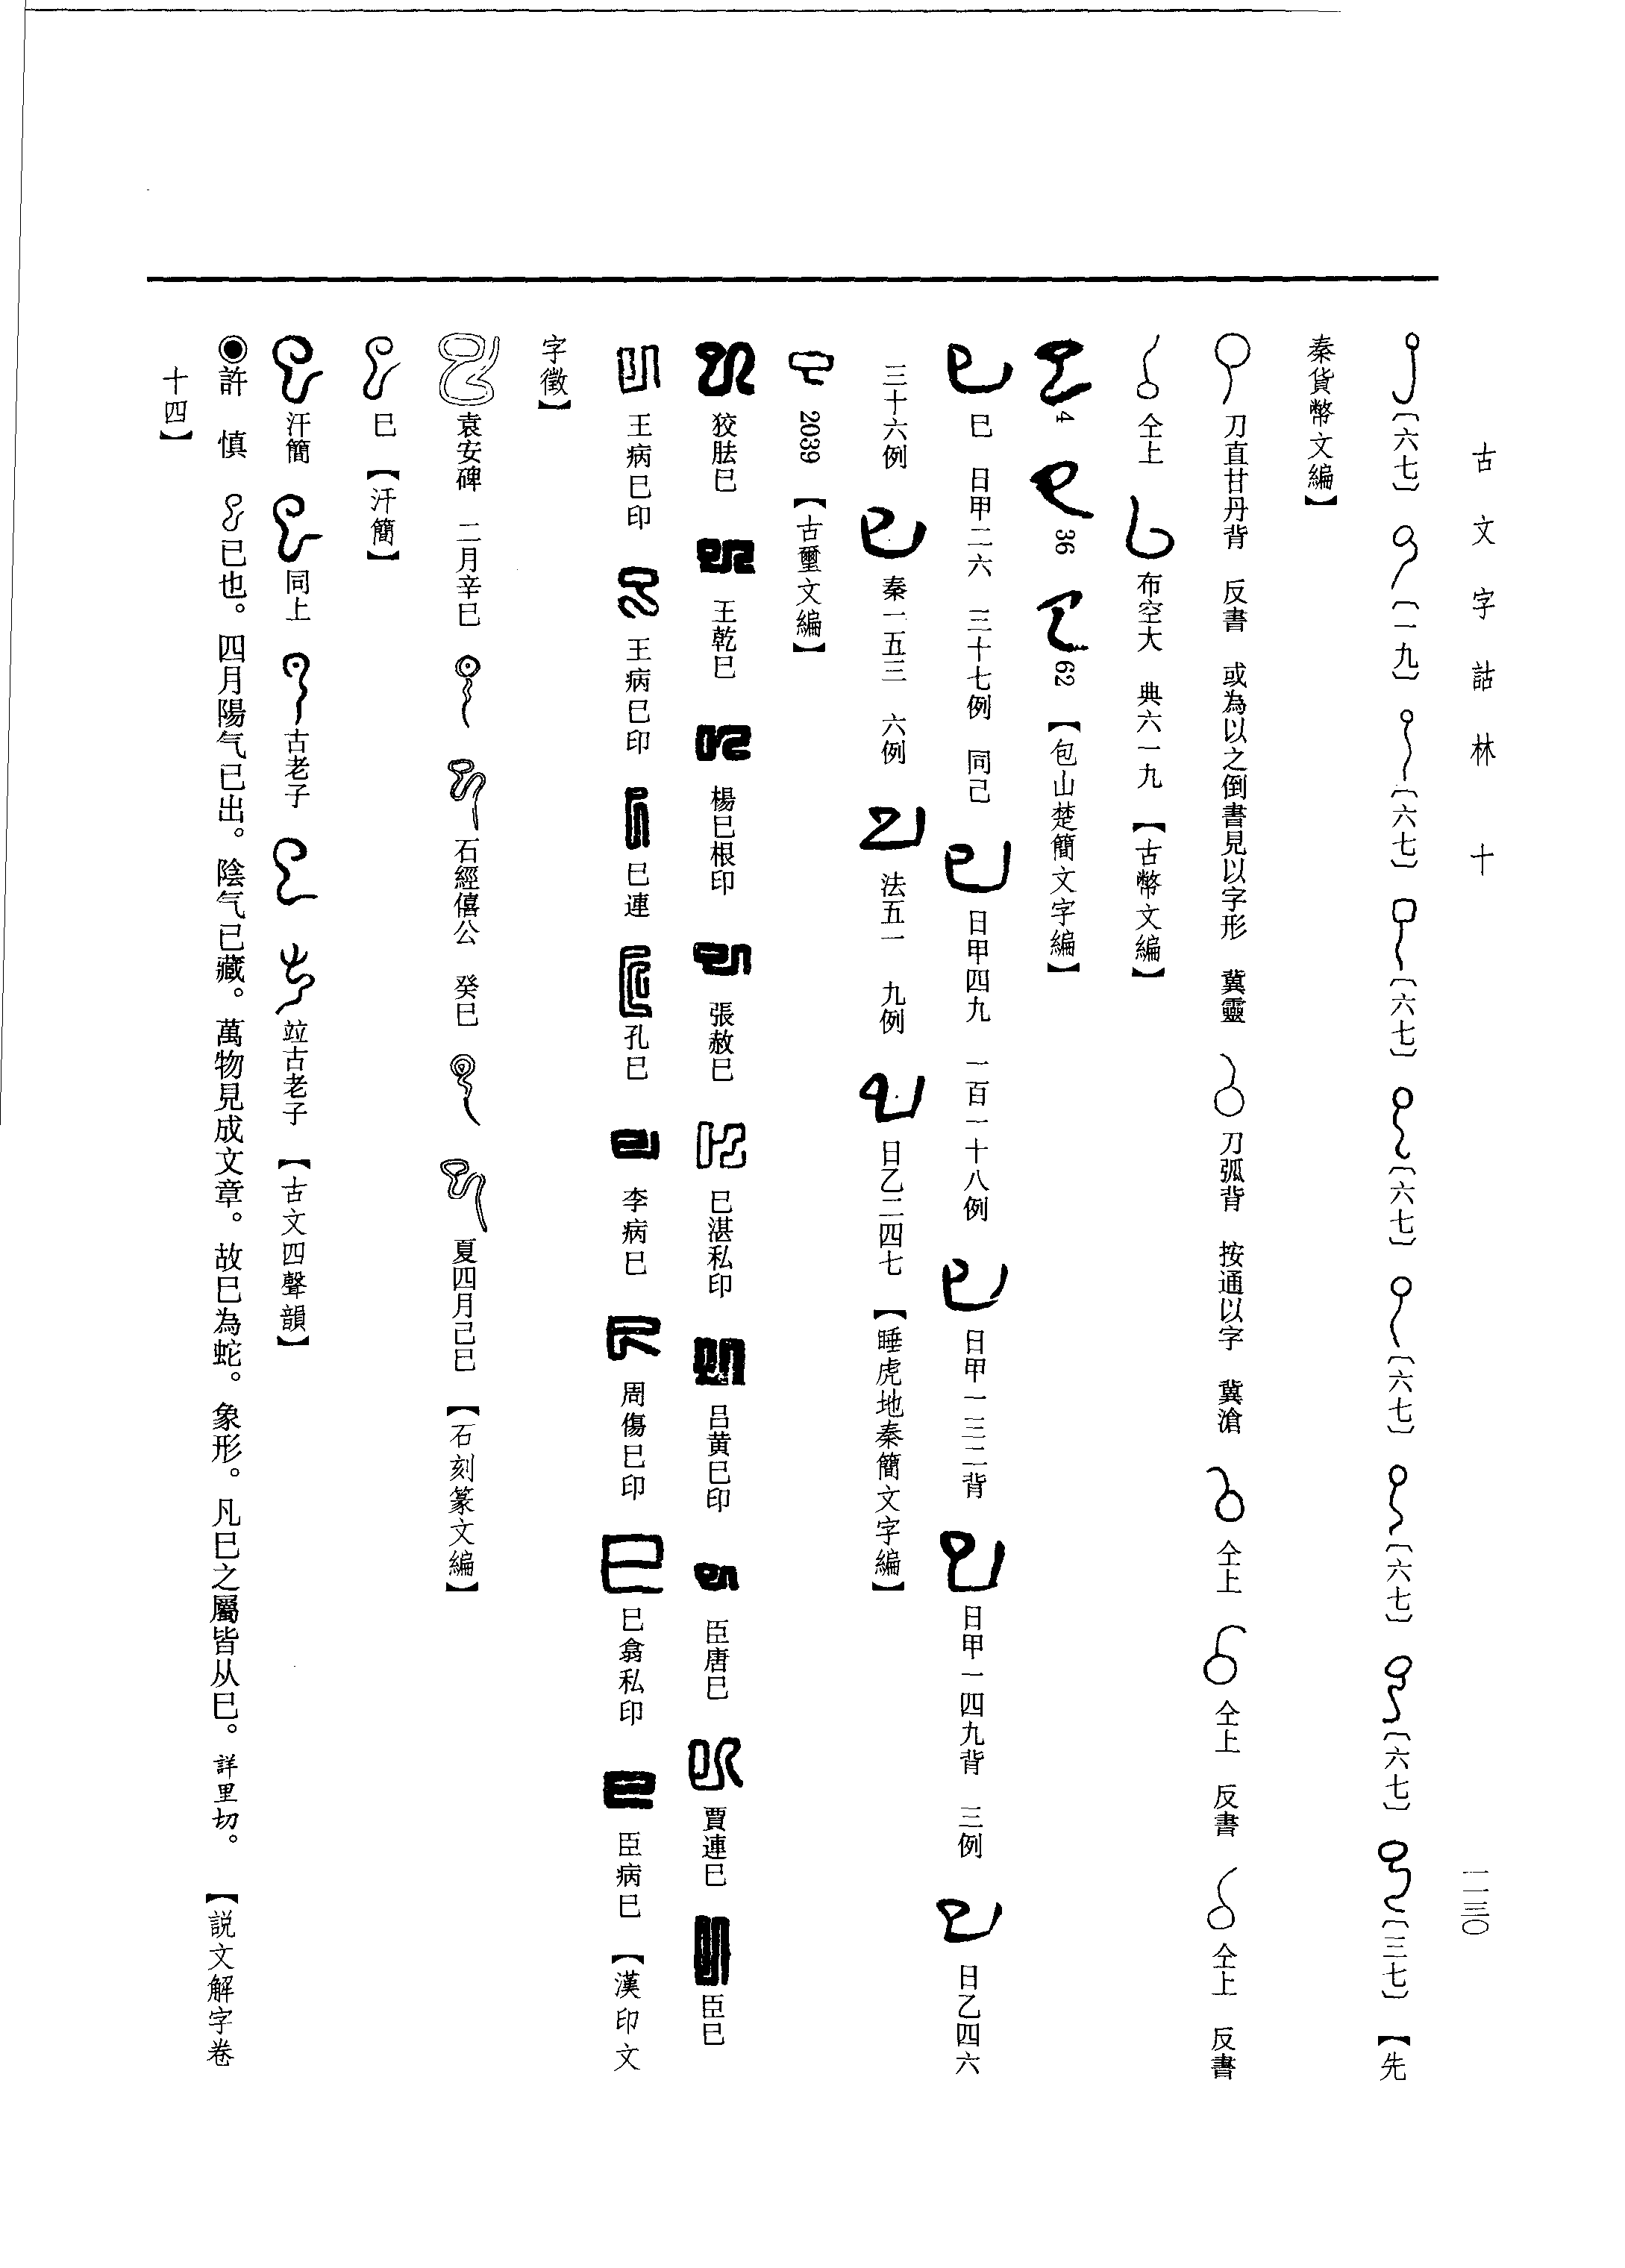 古文字詁林 十
一一三〇
〔六七〕 〔一九〕 〔六七〕 〔六七〕 〔六七〕 〔六七〕 〔六七〕 〔六七〕 〔三七〕 【先
秦貨幣文編】
刀直甘丹背 反書 或為以之倒書見以字形 冀靈 刀弧背 按通以字 冀滄 仝上 仝上 反書 仝上 反書
仝上 布空大 典六一九 【古幣文編】
4 36 62 【包山楚簡文字編】
巳 日甲二六 三十七例 同己 日甲四九 一百一十八例 日甲一三二背 日甲一四九背 三例 日乙四六
三十六例 秦一五三 六例 法五一 九例 日乙二四七 【睡虎地秦簡文字編】
2039 【古璽文編】
狡胠巳 王乾巳 楊巳根印 張赦巳 巳湛私印 呂黄巳印 臣唐巳 賈連巳 臣巳
王病巳印 王病巳印 巳連 孔巳 李病巳 周傷巳印 巳翕私印 臣病巳 【漢印文
字徵】
袁安碑 二月辛巳 石經僖公 癸巳 夏四月己巳 【石刻篆文編】
巳 【汗簡】
汗簡 同上 古老子 竝古老子 【古文四聲韻】
◉許 慎 已也。四月陽气已出。陰气已藏。萬物見成文章。故巳為蛇。象形。凡巳之屬皆从巳。詳里切。 【説文解字卷
十四】